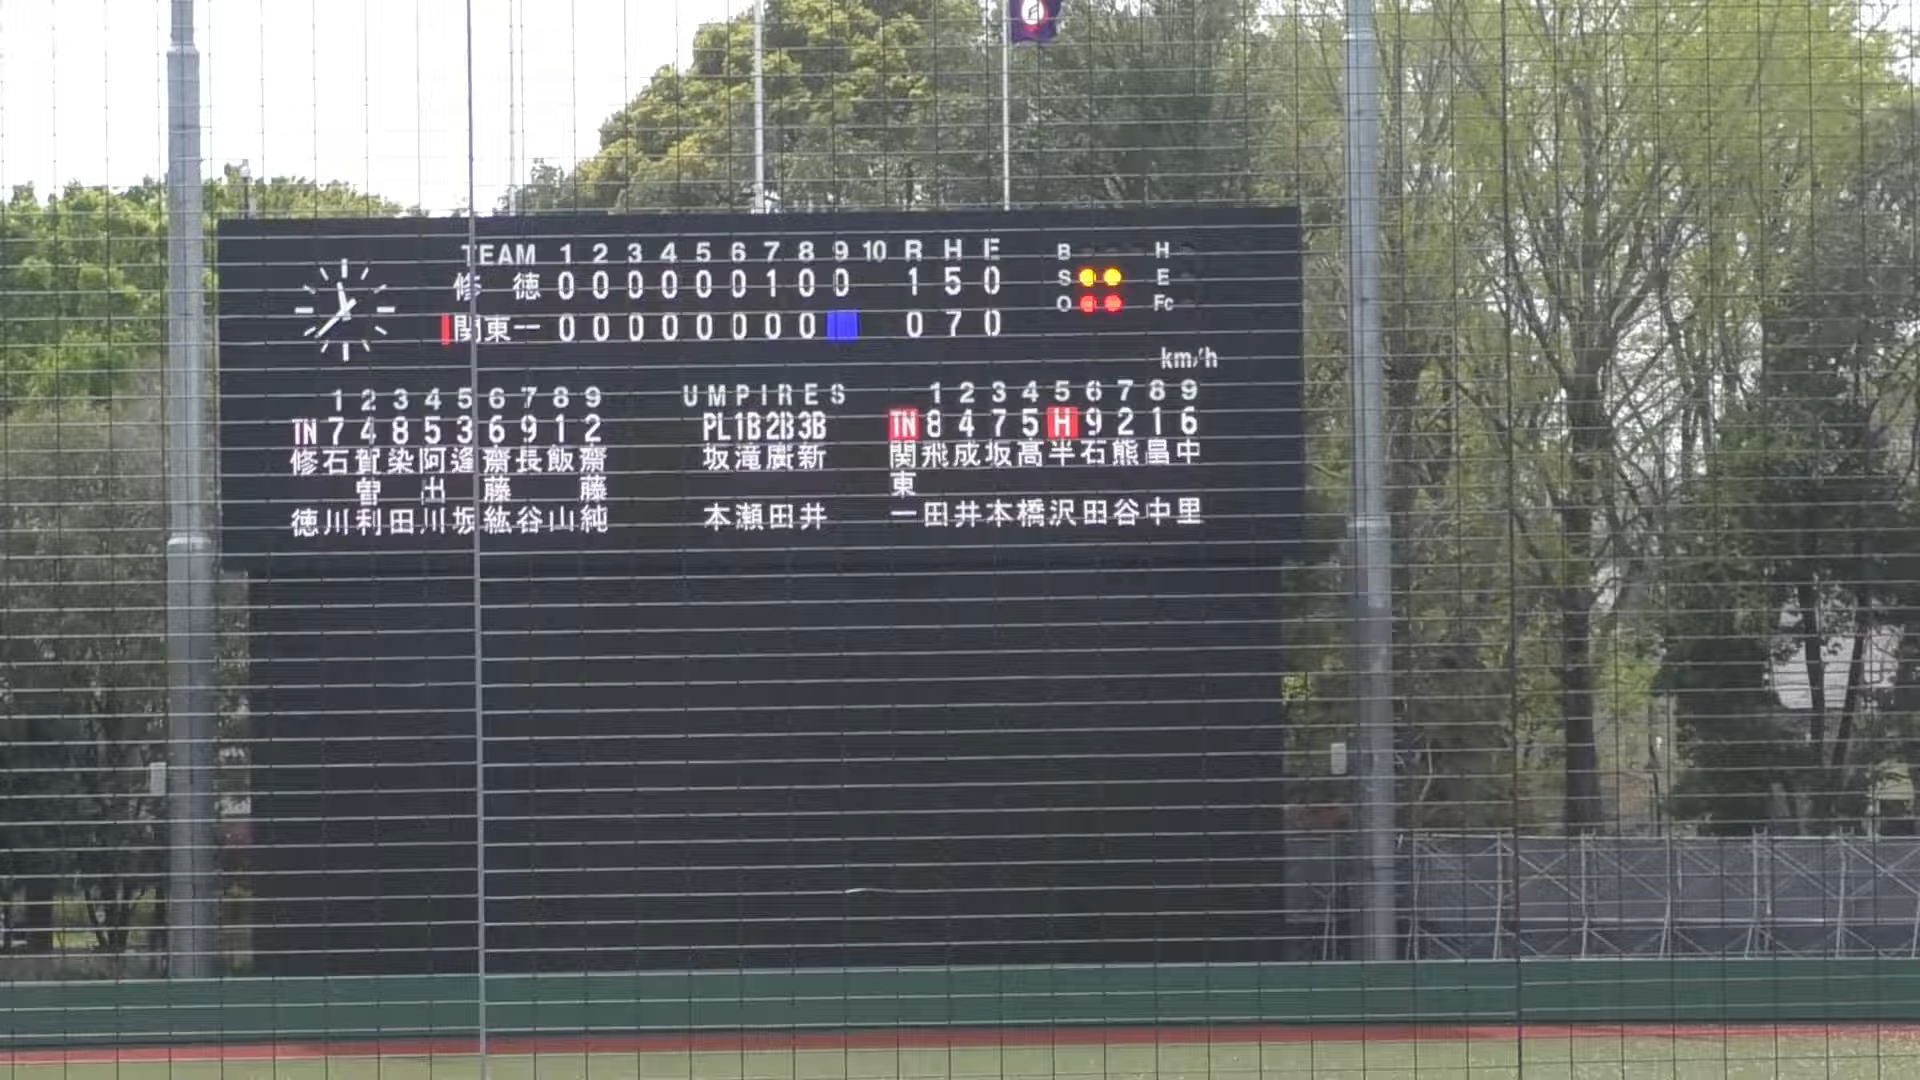 TEAM 1 2 3 4 5 6 7 8 9 10 R H E
修 徳 0 0 0 0 0 0 1 0 0 1 5 0
関東一 0 0 0 0 0 0 0 0 0 7 0
B H
S E
O Fc
km/h
1 2 3 4 5 6 7 8 9
TN 7 4 8 5 3 6 9 1 2
修 石 賀 染 阿 逢 齋 長 飯 齋
曽 出 藤 藤
徳 川 利 田 川 坂 紘 谷 山 純
UMPIRES
PL 1B 2B 3B
坂 滝 廣 新
本 瀬 田 井
1 2 3 4 5 6 7 8 9
TN 8 4 7 5 H 9 2 1 6
関 飛 成 坂 高 半 石 熊 畠 中
東
一 田 井 本 橋 沢 田 谷 中 里